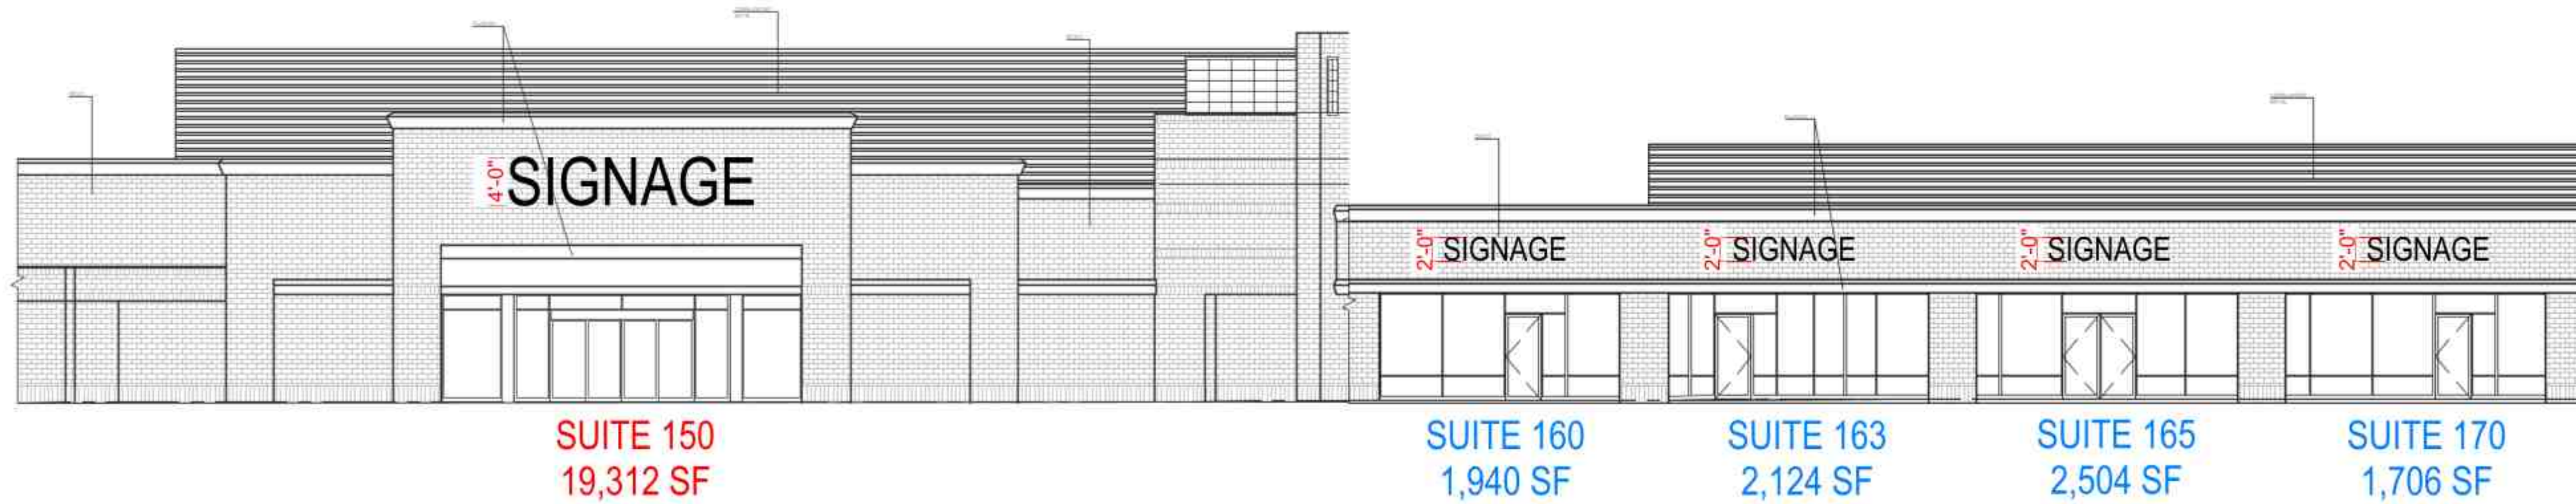 4'-0"
SIGNAGE
2'-0"
SIGNAGE
2'-0"
SIGNAGE
2'-0"
SIGNAGE
2'-0"
SIGNAGE
SUITE 150
19,312 SF
SUITE 160
1,940 SF
SUITE 163
2,124 SF
SUITE 165
2,504 SF
SUITE 170
1,706 SF